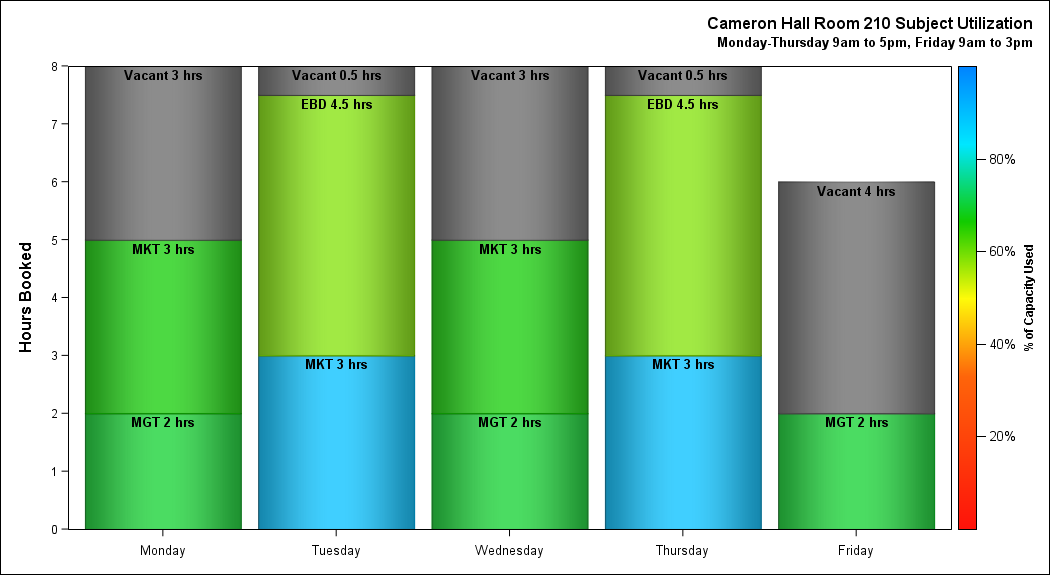 Cameron Hall Room 210 Subject Utilization
Monday-Thursday 9am to 5pm, Friday 9am to 3pm
Hours Booked
8
7
6
5
4
3
2
1
0
Vacant 3 hrs
MKT 3 hrs
MGT 2 hrs
Vacant 0.5 hrs
EBD 4.5 hrs
MKT 3 hrs
Vacant 3 hrs
MKT 3 hrs
MGT 2 hrs
Vacant 0.5 hrs
EBD 4.5 hrs
MKT 3 hrs
Vacant 4 hrs
MGT 2 hrs
Monday
Tuesday
Wednesday
Thursday
Friday
80%
60%
40%
20%
% of Capacity Used